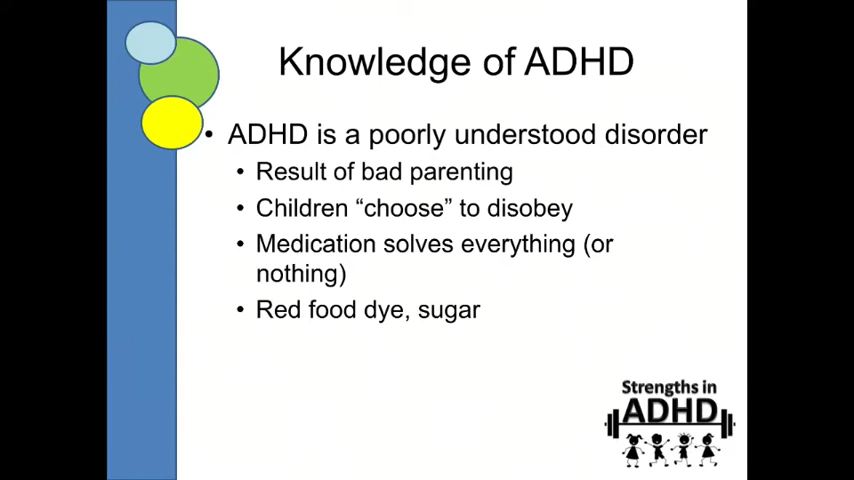 Knowledge of ADHD
• ADHD is a poorly understood disorder
• Result of bad parenting
• Children “choose” to disobey
• Medication solves everything (or
nothing)
• Red food dye, sugar
Strengths in
ADHD